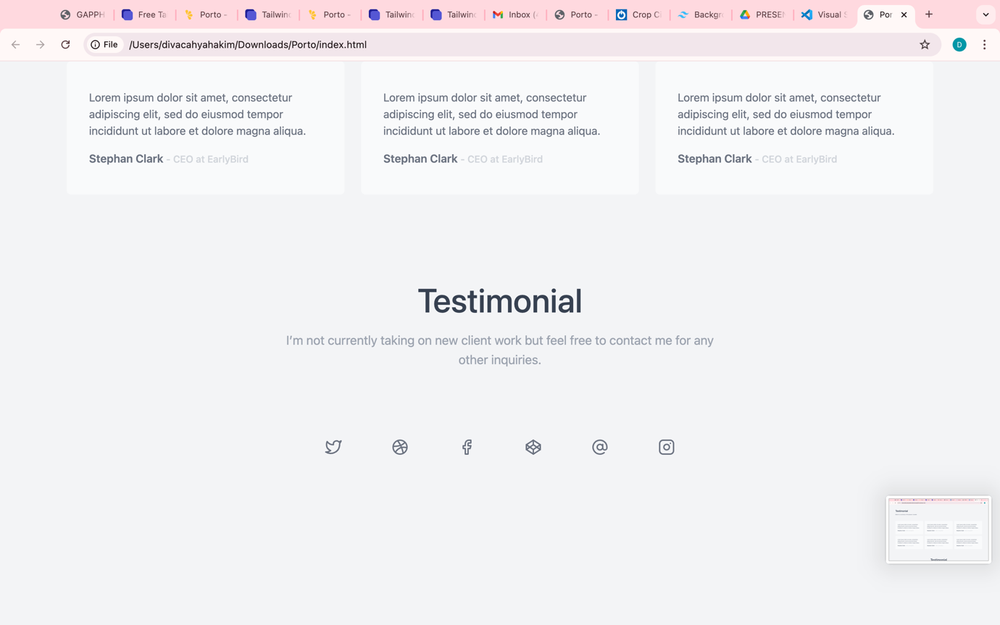 GAPPH Free Ta Porto - Tailwind Porto - Tailwind Tailwind Inbox ( Porto - Crop C Backgr PRESEN Visual S Por
File /Users/divacahyahakim/Downloads/Porto/index.html D
Lorem ipsum dolor sit amet, consectetur
adipiscing elit, sed do eiusmod tempor
incididunt ut labore et dolore magna aliqua.
Stephan Clark - CEO at EarlyBird
Lorem ipsum dolor sit amet, consectetur
adipiscing elit, sed do eiusmod tempor
incididunt ut labore et dolore magna aliqua.
Stephan Clark - CEO at EarlyBird
Lorem ipsum dolor sit amet, consectetur
adipiscing elit, sed do eiusmod tempor
incididunt ut labore et dolore magna aliqua.
Stephan Clark - CEO at EarlyBird
Testimonial
I'm not currently taking on new client work but feel free to contact me for any
other inquiries.
Testimonial
Testimonial